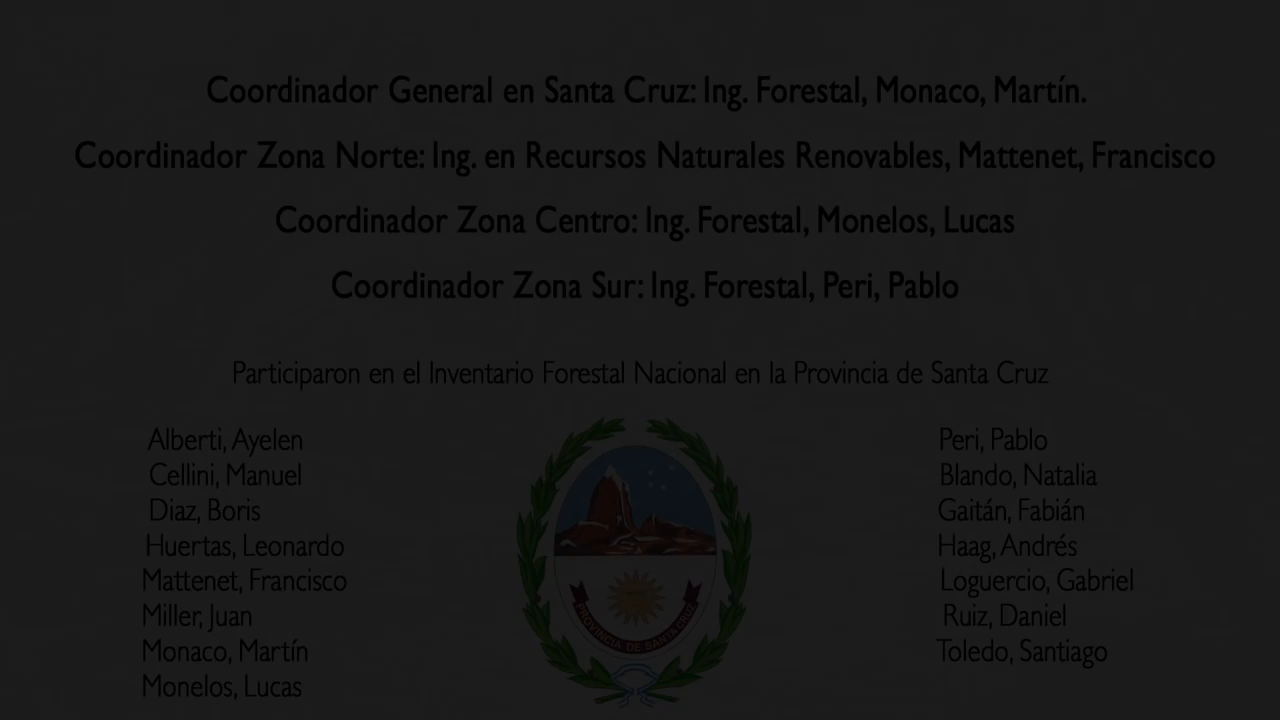 Coordinador General en Santa Cruz: Ing. Forestal, Monaco, Martín.
Coordinador Zona Norte: Ing. en Recursos Naturales Renovables, Mattenet, Francisco
Coordinador Zona Centro: Ing. Forestal, Monelos, Lucas
Coordinador Zona Sur: Ing. Forestal, Peri, Pablo
Participaron en el Inventario Forestal Nacional en la Provincia de Santa Cruz
Alberti, Ayelen
Cellini, Manuel
Diaz, Boris
Huertas, Leonardo
Mattenet, Francisco
Miller, Juan
Monaco, Martín
Monelos, Lucas
PROVINCIA DE SANTA CRUZ
Peri, Pablo
Blando, Natalia
Gaitán, Fabián
Haag, Andrés
Loguercio, Gabriel
Ruiz, Daniel
Toledo, Santiago